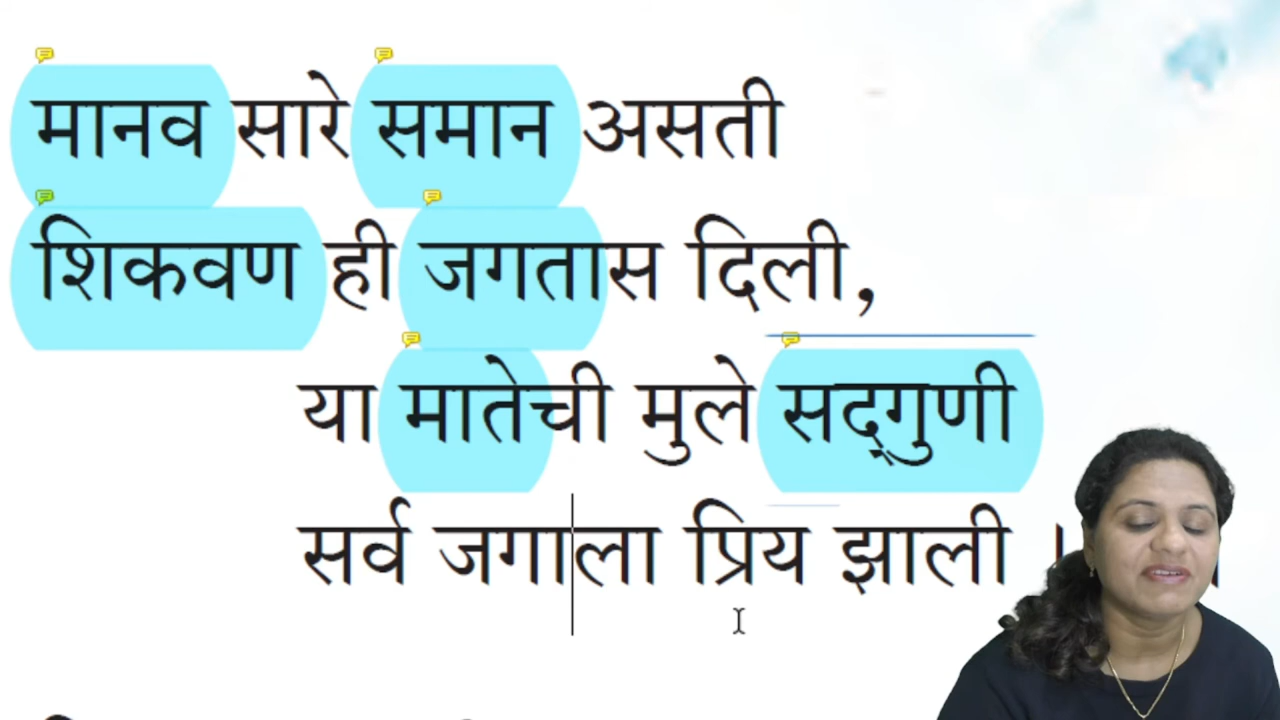 मानव सारे समान असती
शिकवण ही जगतास दिली,
या मातेची मुले सद्‌गुणी
सर्व जगाला प्रिय झाली ।